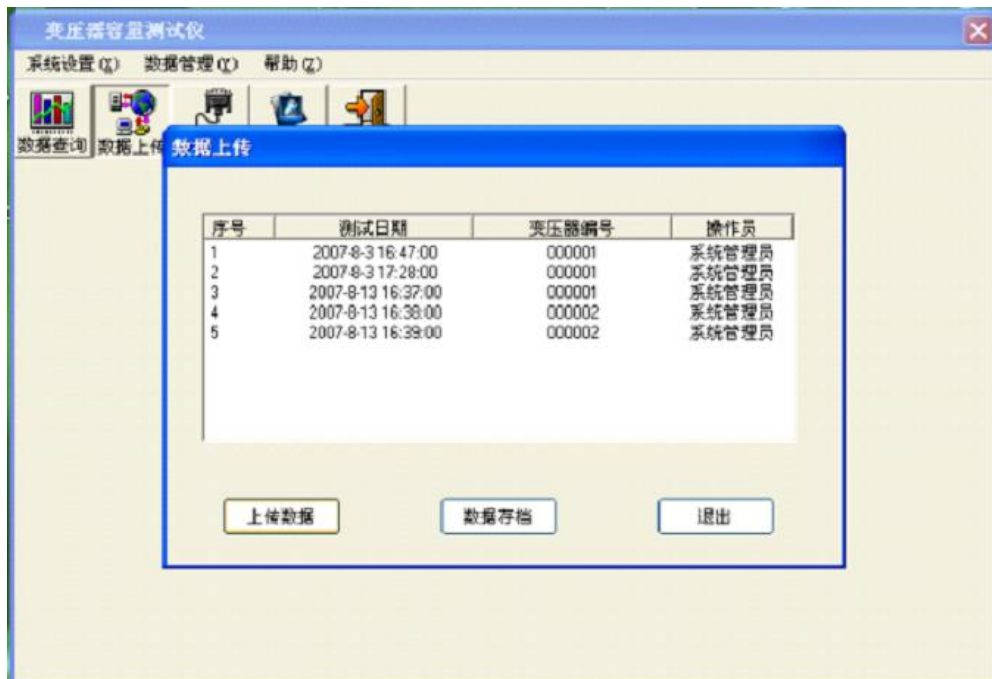 变压器容量测试仪
系统设置(X) 数据管理(Y) 帮助(Z)
数据查询 数据上传
数据上传
序号 测试日期 变压器编号 操作员
1 2007-8-3 16:47:00 000001 系统管理员
2 2007-8-3 17:28:00 000001 系统管理员
3 2007-8-13 16:37:00 000001 系统管理员
4 2007-8-13 16:38:00 000002 系统管理员
5 2007-8-13 16:39:00 000002 系统管理员
上传数据 数据存档 退出